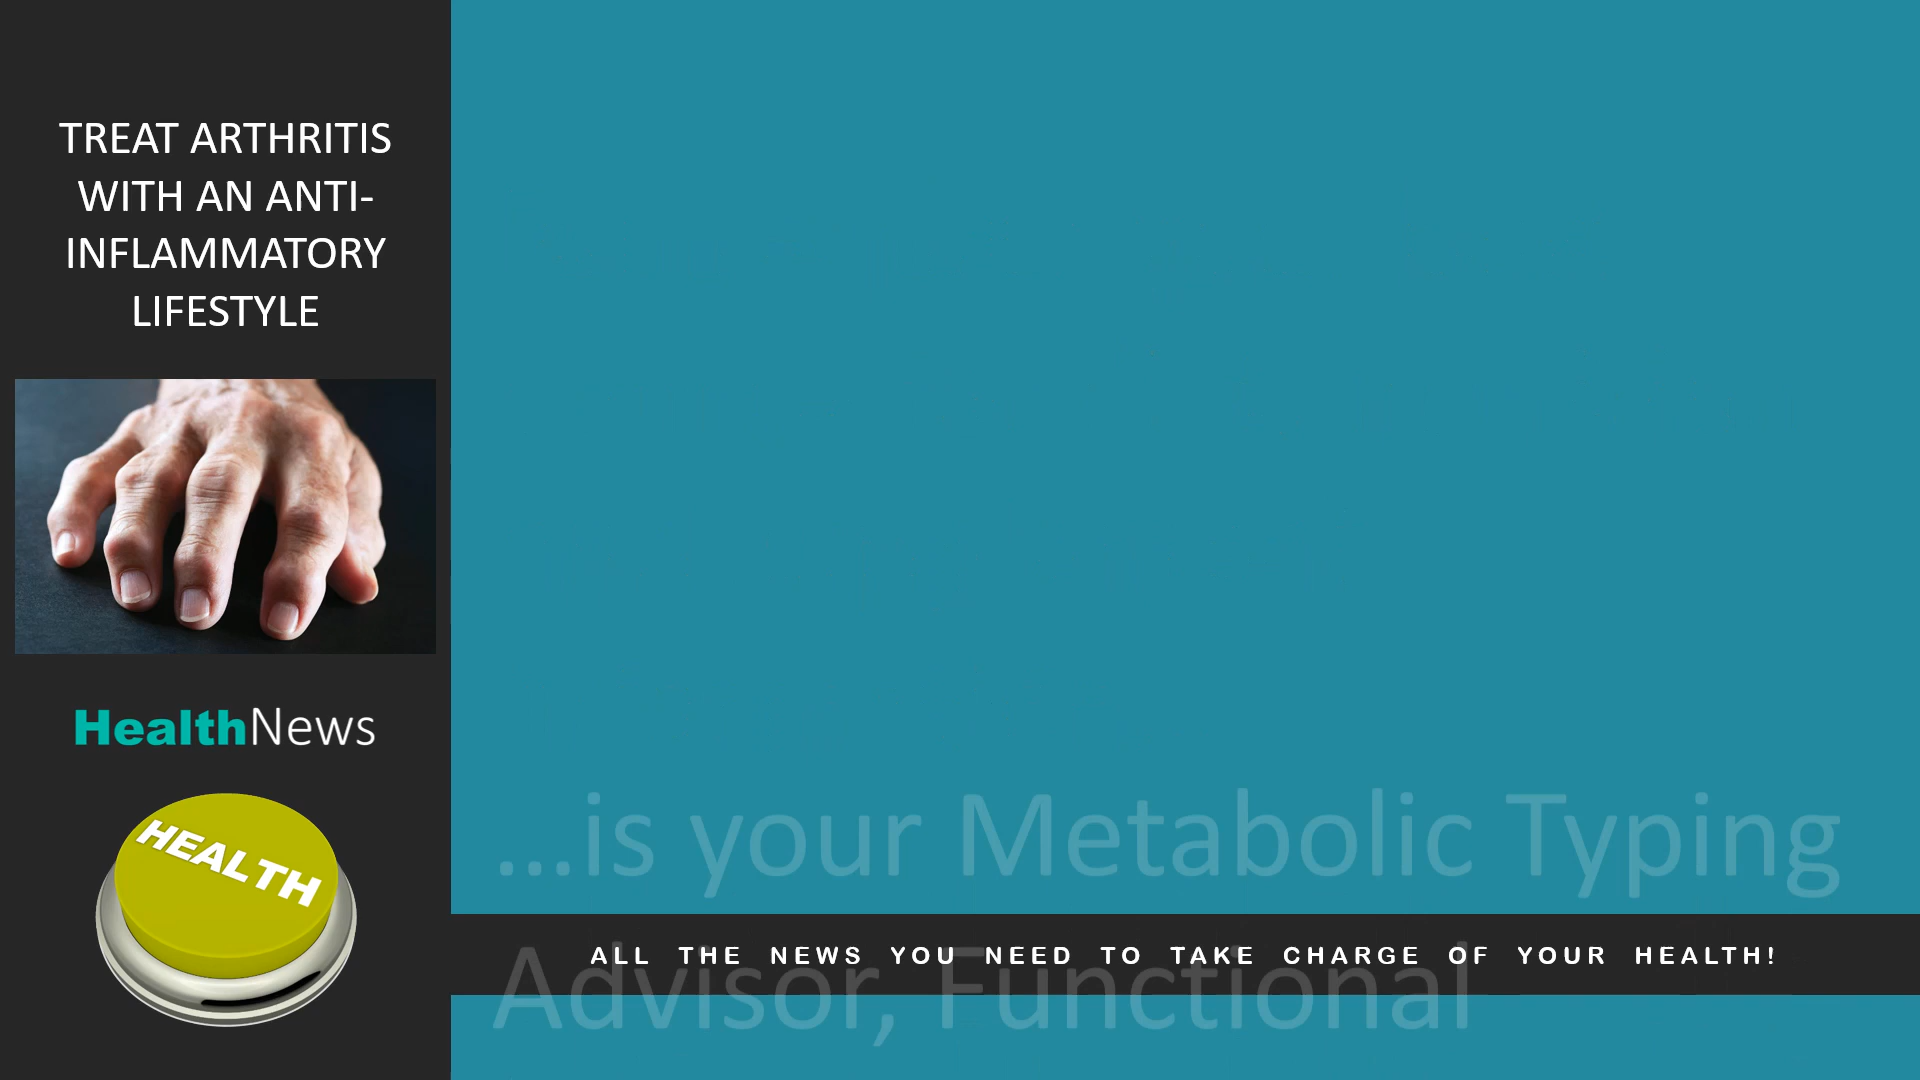 TREAT ARTHRITIS
WITH AN ANTI-
INFLAMMATORY
LIFESTYLE
HealthNews
HEALTH
...is your Metabolic Typing
Advisor, Functional
ALL THE NEWS YOU NEED TO TAKE CHARGE OF YOUR HEALTH!